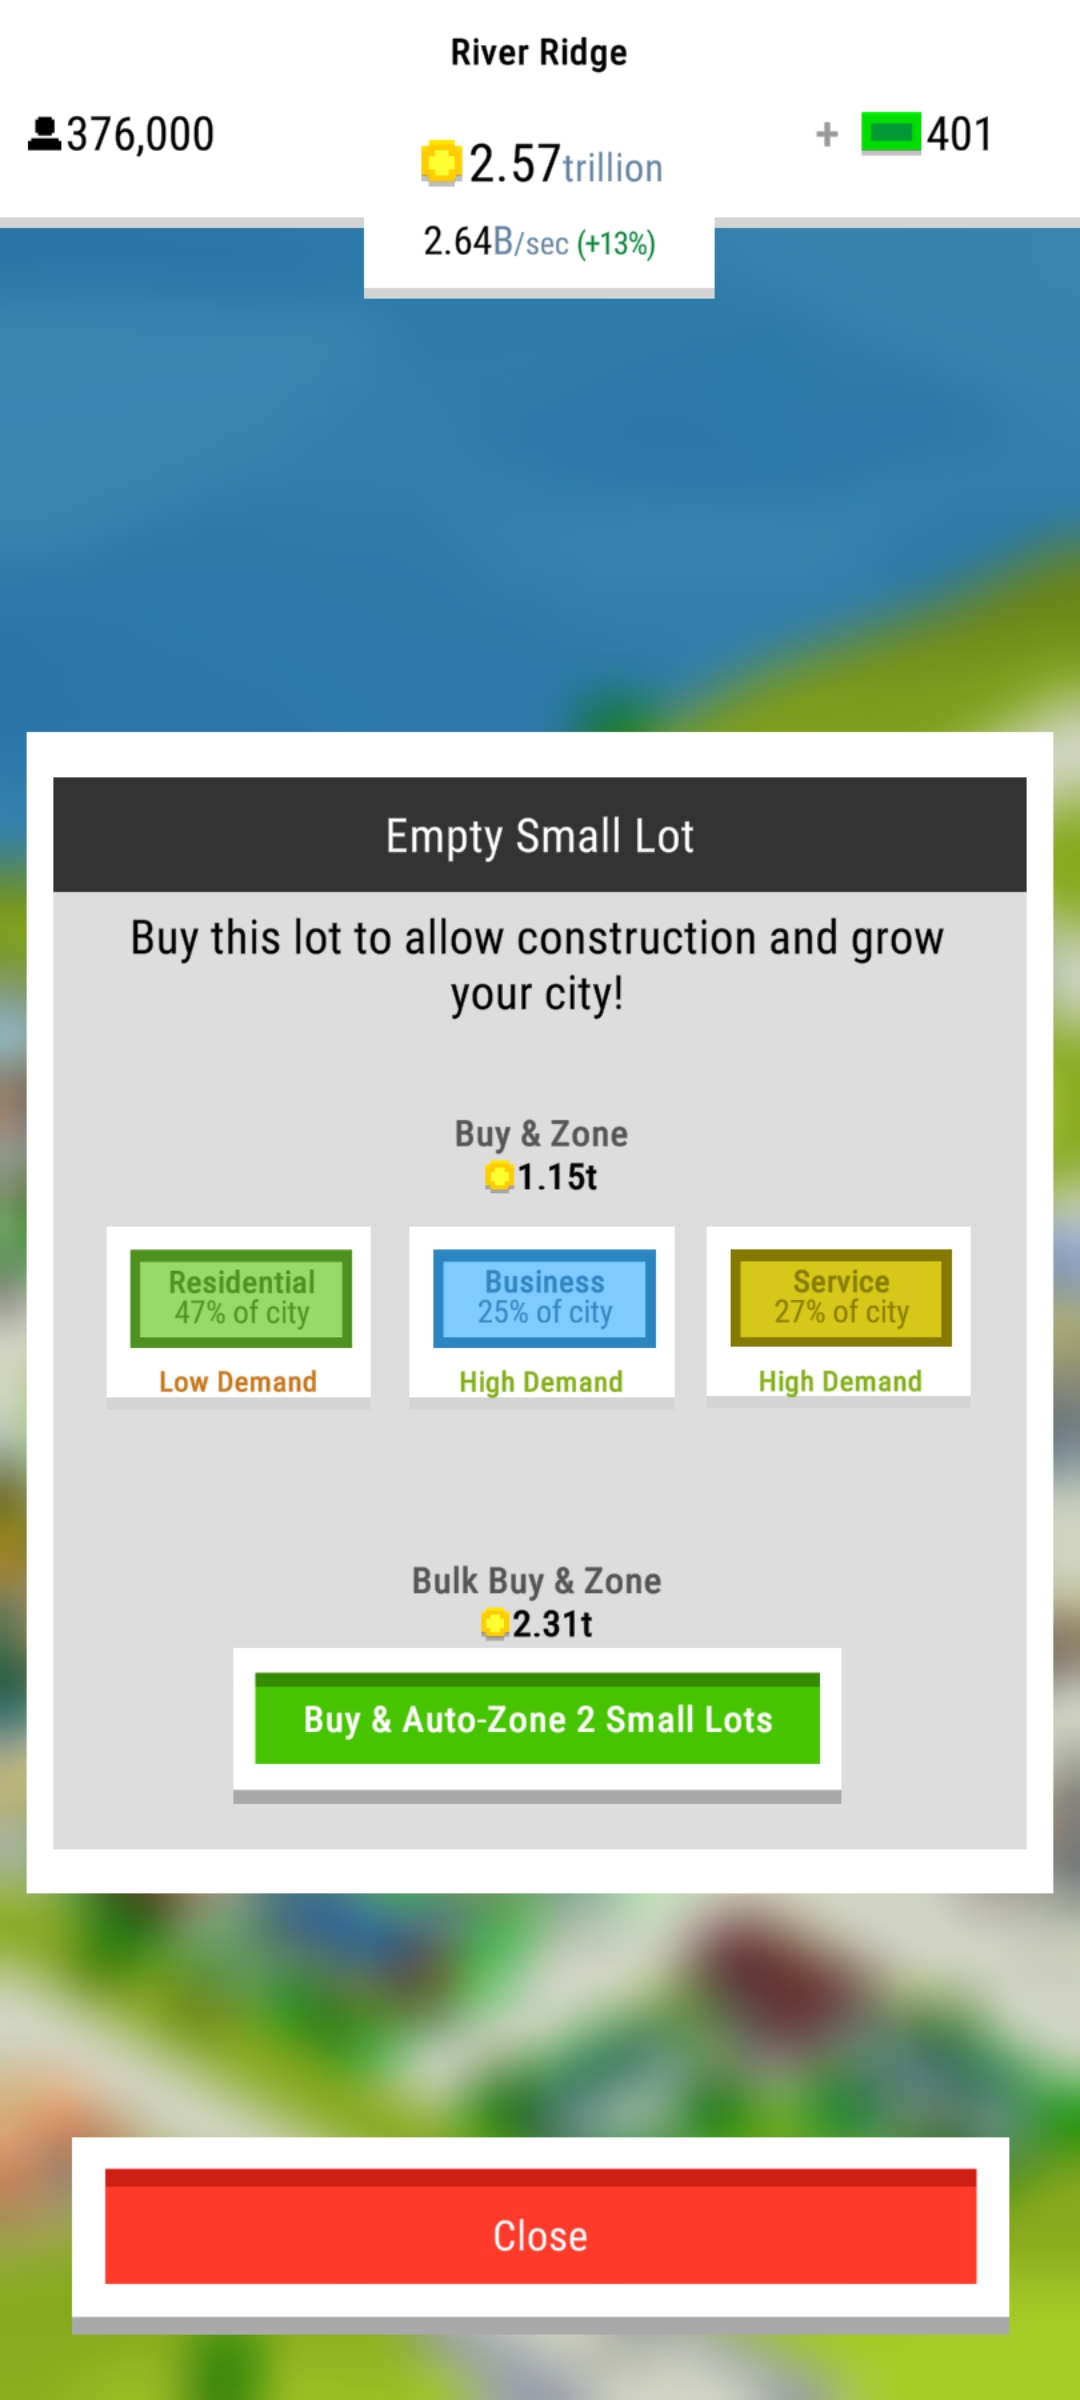 River Ridge
376,000
2.57trillion
+ 401
2.64B/sec (+13%)
Empty Small Lot
Buy this lot to allow construction and grow
your city!
Buy & Zone
1.15t
Residential
47% of city
Low Demand
Business
25% of city
High Demand
Service
27% of city
High Demand
Bulk Buy & Zone
2.31t
Buy & Auto-Zone 2 Small Lots
Close